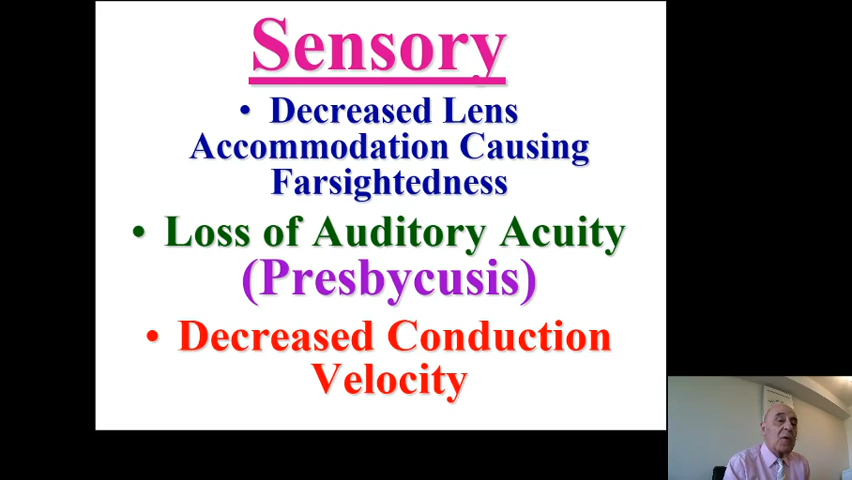 Sensory
• Decreased Lens
Accommodation Causing
Farsightedness
• Loss of Auditory Acuity
(Presbycusis)
• Decreased Conduction
Velocity